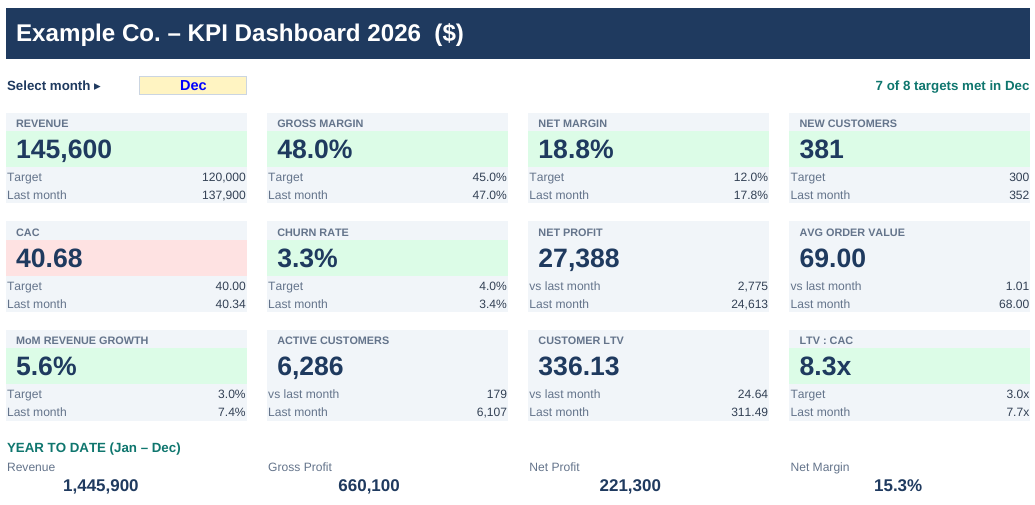 Example Co. – KPI Dashboard 2026 ($)
Select month ▸ Dec 7 of 8 targets met in Dec
REVENUE GROSS MARGIN NET MARGIN NEW CUSTOMERS
145,600 48.0% 18.8% 381
Target 120,000 Target 45.0% Target 12.0% Target 300
Last month 137,900 Last month 47.0% Last month 17.8% Last month 352
CAC CHURN RATE NET PROFIT AVG ORDER VALUE
40.68 3.3% 27,388 69.00
Target 40.00 Target 4.0% vs last month 2,775 vs last month 1.01
Last month 40.34 Last month 3.4% Last month 24,613 Last month 68.00
MoM REVENUE GROWTH ACTIVE CUSTOMERS CUSTOMER LTV LTV : CAC
5.6% 6,286 336.13 8.3x
Target 3.0% vs last month 179 vs last month 24.64 Target 3.0x
Last month 7.4% Last month 6,107 Last month 311.49 Last month 7.7x
YEAR TO DATE (Jan – Dec)
Revenue Gross Profit Net Profit Net Margin
1,445,900 660,100 221,300 15.3%